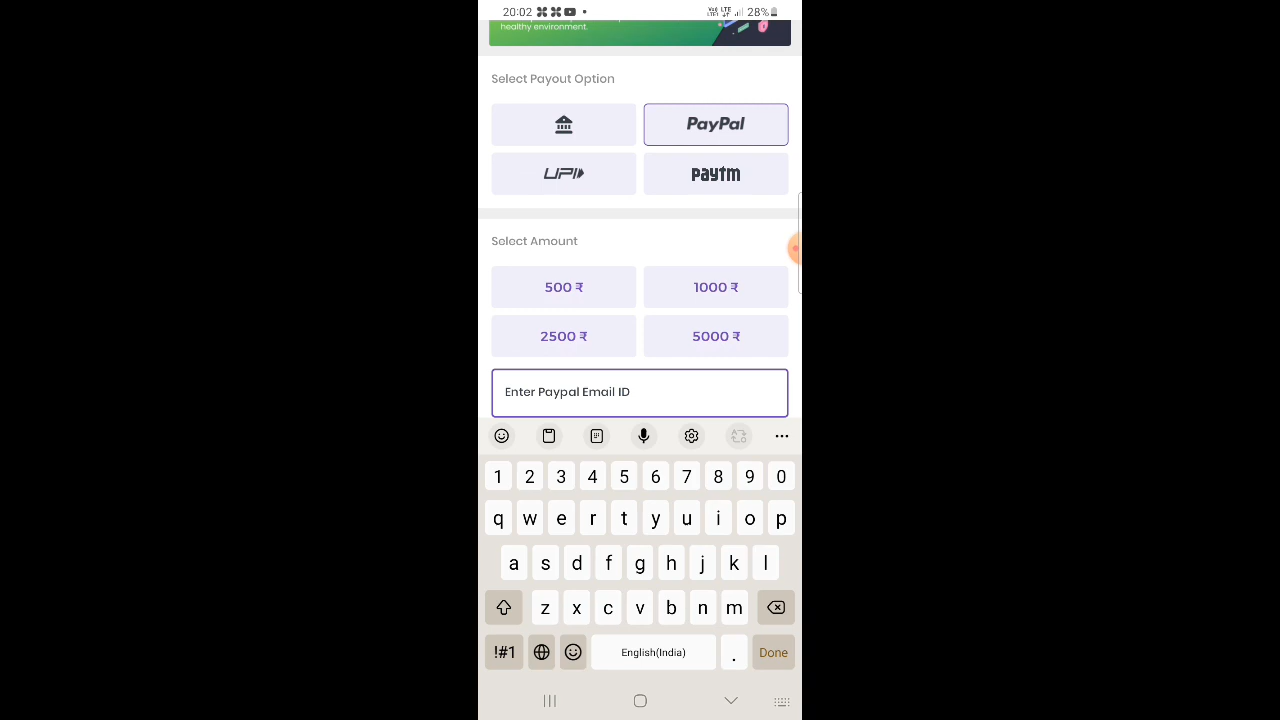 20:02 28%
healthy environment.
Select Payout Option
PayPal
UPI paytm
Select Amount
500 ₹ 1000 ₹
2500 ₹ 5000 ₹
Enter Paypal Email ID
1 2 3 4 5 6 7 8 9 0
q w e r t y u i o p
a s d f g h j k l
z x c v b n m
!#1 English(India) . Done